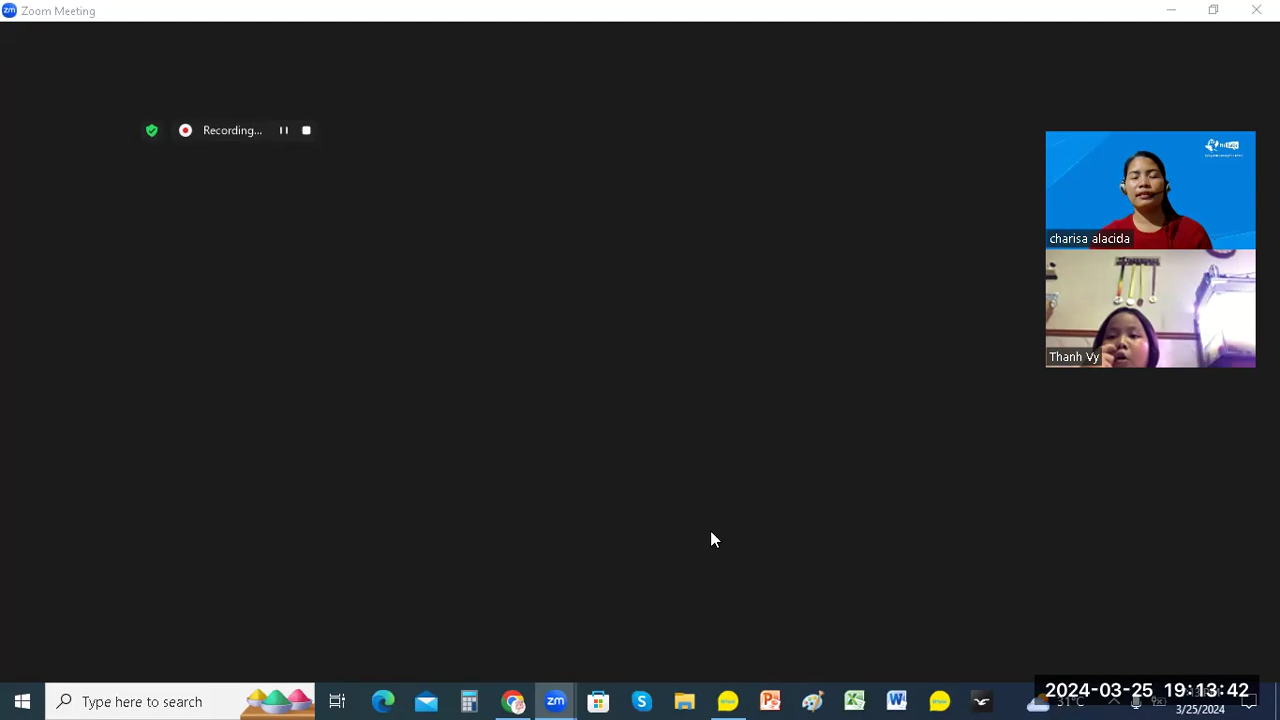 Zoom Meeting
Recording...
charisa alacida
Thanh Vy
Type here to search
31°C
2024-03-25 19:13:42
3/25/2024